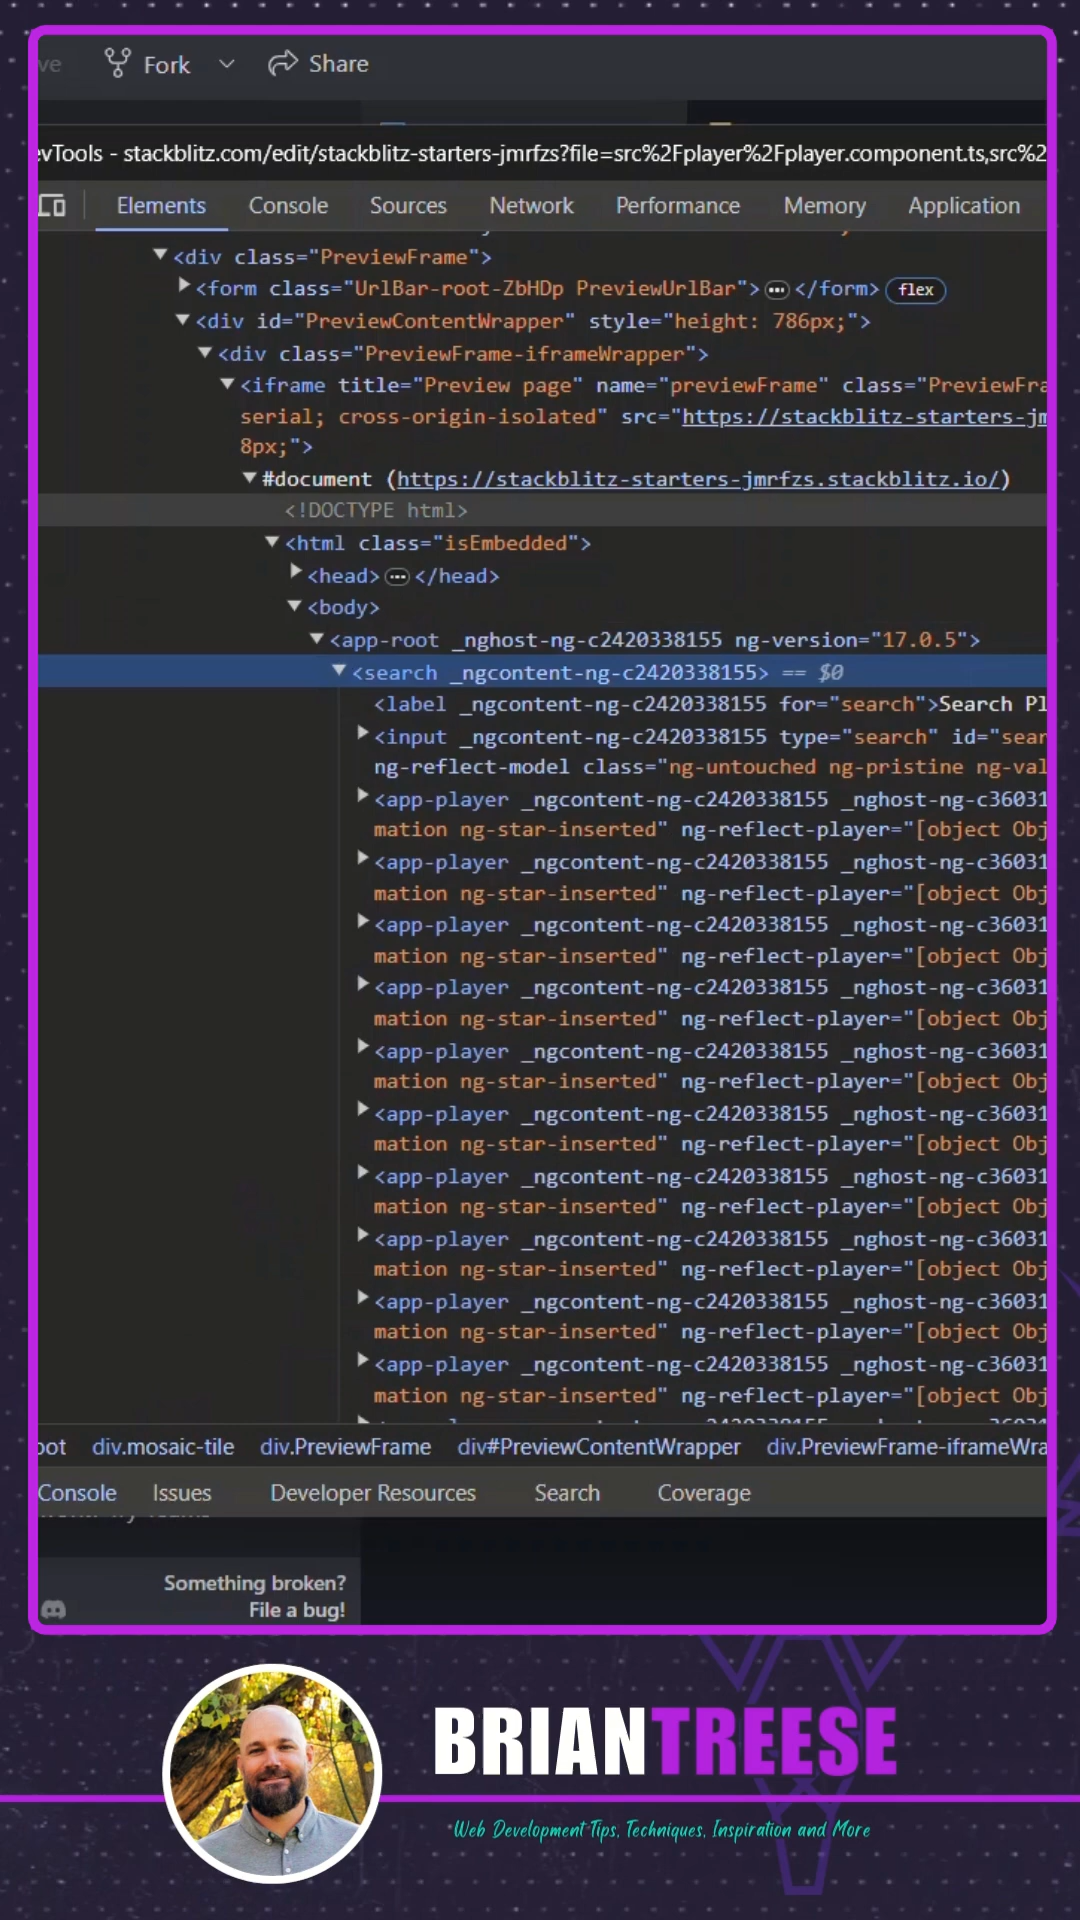 ve Fork Share
evTools - stackblitz.com/edit/stackblitz-starters-jmrfzs?file=src%2Fplayer%2Fplayer.component.ts,src%2
Elements Console Sources Network Performance Memory Application
<div class="PreviewFrame">
<form class="UrlBar-root-ZbHDp PreviewUrlBar">…</form> flex
<div id="PreviewContentWrapper" style="height: 786px;">
<div class="PreviewFrame-iframeWrapper">
<iframe title="Preview page" name="previewFrame" class="PreviewFra
serial; cross-origin-isolated" src="https://stackblitz-starters-jm
8px;">
#document (https://stackblitz-starters-jmrfzs.stackblitz.io/)
<!DOCTYPE html>
<html class="isEmbedded">
<head>…</head>
<body>
<app-root _nghost-ng-c2420338155 ng-version="17.0.5">
<search _ngcontent-ng-c2420338155> == $0
<label _ngcontent-ng-c2420338155 for="search">Search Pl
<input _ngcontent-ng-c2420338155 type="search" id="sear
ng-reflect-model class="ng-untouched ng-pristine ng-val
<app-player _ngcontent-ng-c2420338155 _nghost-ng-c36031
mation ng-star-inserted" ng-reflect-player="[object Obj
<app-player _ngcontent-ng-c2420338155 _nghost-ng-c36031
mation ng-star-inserted" ng-reflect-player="[object Obj
<app-player _ngcontent-ng-c2420338155 _nghost-ng-c36031
mation ng-star-inserted" ng-reflect-player="[object Obj
<app-player _ngcontent-ng-c2420338155 _nghost-ng-c36031
mation ng-star-inserted" ng-reflect-player="[object Obj
<app-player _ngcontent-ng-c2420338155 _nghost-ng-c36031
mation ng-star-inserted" ng-reflect-player="[object Obj
<app-player _ngcontent-ng-c2420338155 _nghost-ng-c36031
mation ng-star-inserted" ng-reflect-player="[object Obj
<app-player _ngcontent-ng-c2420338155 _nghost-ng-c36031
mation ng-star-inserted" ng-reflect-player="[object Obj
<app-player _ngcontent-ng-c2420338155 _nghost-ng-c36031
mation ng-star-inserted" ng-reflect-player="[object Obj
<app-player _ngcontent-ng-c2420338155 _nghost-ng-c36031
mation ng-star-inserted" ng-reflect-player="[object Obj
<app-player _ngcontent-ng-c2420338155 _nghost-ng-c36031
mation ng-star-inserted" ng-reflect-player="[object Obj
oot div.mosaic-tile div.PreviewFrame div#PreviewContentWrapper div.PreviewFrame-iframeWra
Console Issues Developer Resources Search Coverage
Something broken?
File a bug!
BRIANTREESE
Web Development Tips, Techniques, Inspiration and More